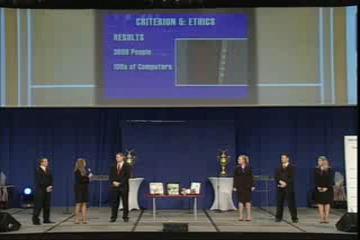 CRITERION 6: ETHICS
RESULTS
3000 People
100s of Computers